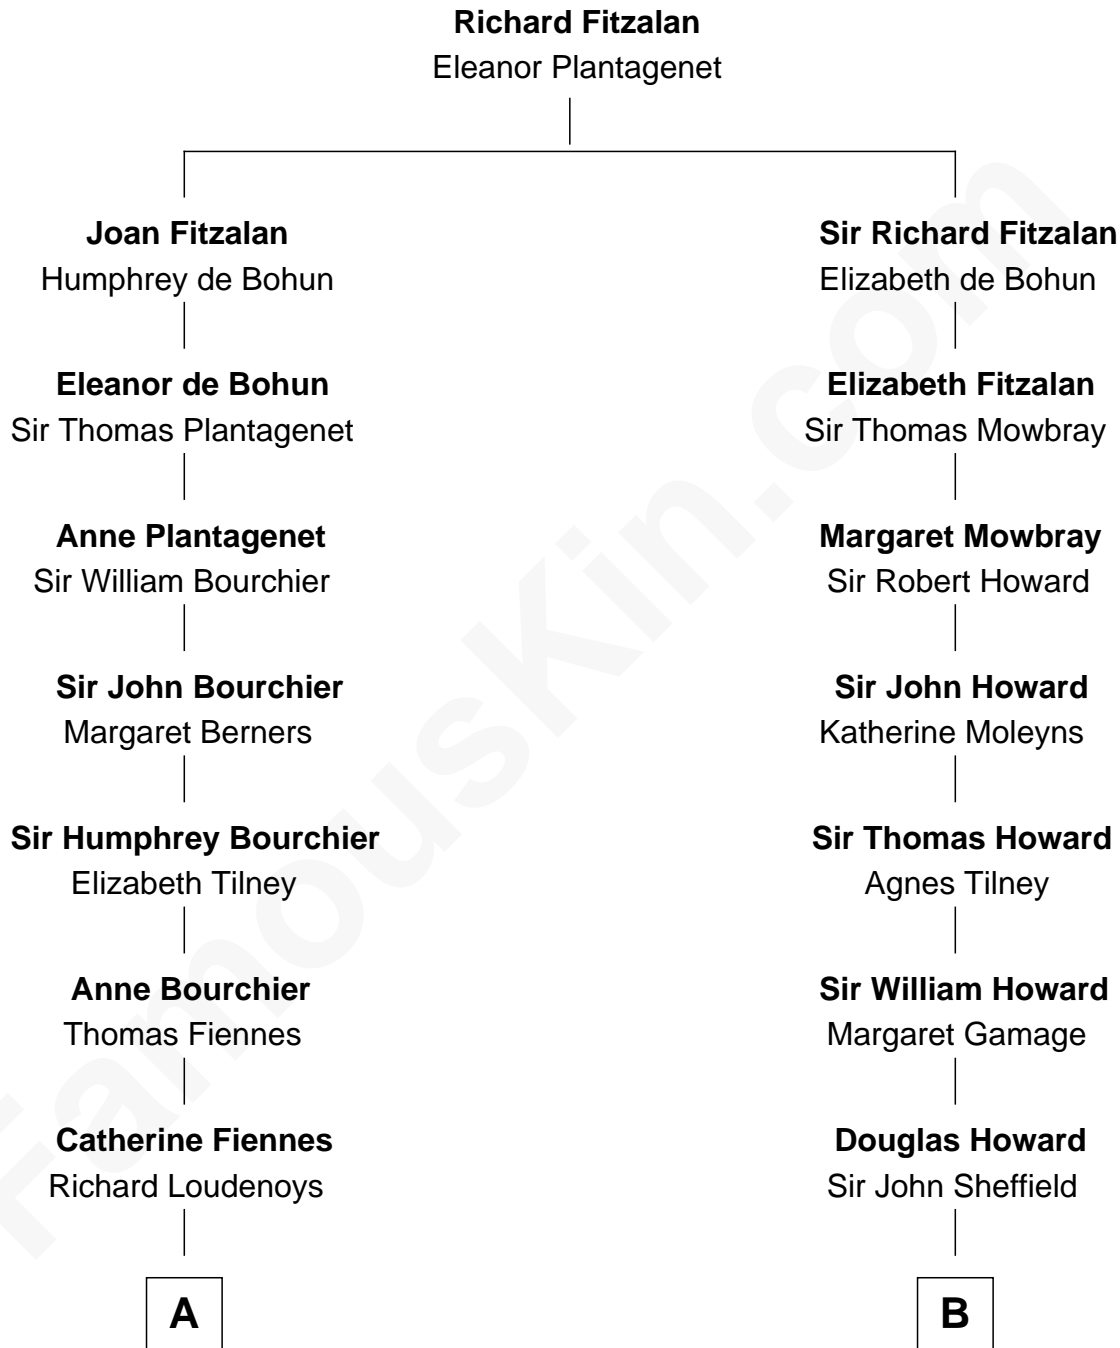 Richard Fitzalan
Eleanor Plantagenet
Joan Fitzalan
Humphrey de Bohun
Sir Richard Fitzalan
Elizabeth de Bohun
Eleanor de Bohun
Sir Thomas Plantagenet
Elizabeth Fitzalan
Sir Thomas Mowbray
Anne Plantagenet
Sir William Bourchier
Margaret Mowbray
Sir Robert Howard
Sir John Bourchier
Margaret Berners
Sir John Howard
Katherine Moleyns
Sir Humphrey Bourchier
Elizabeth Tilney
Sir Thomas Howard
Agnes Tilney
Anne Bourchier
Thomas Fiennes
Sir William Howard
Margaret Gamage
Catherine Fiennes
Richard Loudenoys
Douglas Howard
Sir John Sheffield
A
B
FamousKin.com